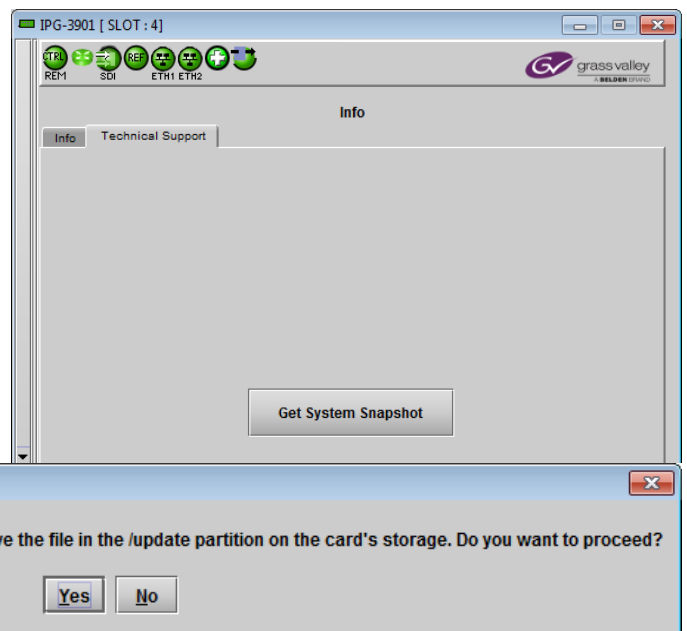 IPG-3901 [ SLOT : 4]
CTRL REF
REM SDI ETH1 ETH2
grass valley
A BELDEN BRAND
Info
Info Technical Support
Get System Snapshot
ve the file in the /update partition on the card's storage. Do you want to proceed?
Yes No